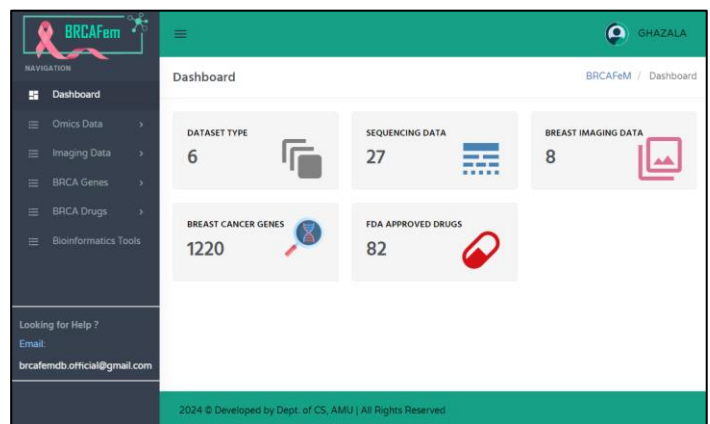 BRCAFem
GHAZALA
NAVIGATION
Dashboard
Omics Data
Imaging Data
BRCA Genes
BRCA Drugs
Bioinformatics Tools
Looking for Help ?
Email:
brcafemdb.official@gmail.com
Dashboard
BRCAFeM / Dashboard
DATASET TYPE
6
SEQUENCING DATA
27
BREAST IMAGING DATA
8
BREAST CANCER GENES
1220
FDA APPROVED DRUGS
82
2024 © Developed by Dept. of CS, AMU | All Rights Reserved